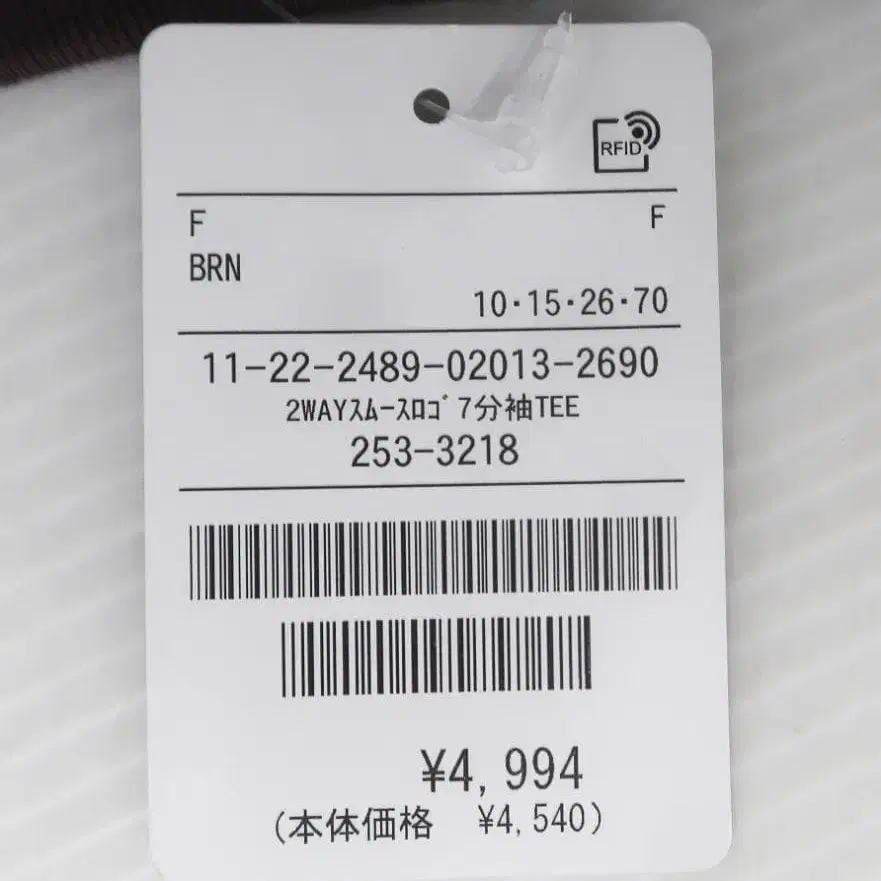 RFID
F F
BRN
10・15・26・70
11-22-2489-02013-2690
2WAYｽﾑｰｽﾛｺﾞ7分袖TEE
253-3218
¥4,994
(本体価格 ¥4,540)